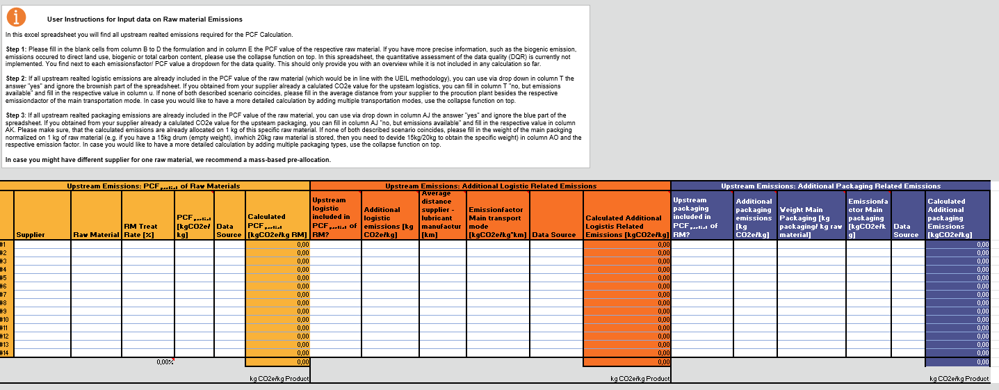 User Instructions for Input data on Raw material Emissions
In this excel spreadsheet you will find all upstream realted emissions required for the PCF Calculation.
Step 1: Please fill in the blank cells from column B to D the formulation and in column E the PCF value of the respective raw material. If you have more precise information, such as the biogenic emission,
emissions occured to direct land use, biogenic or total carbon content, please use the collapse function on top. In this spreadsheet, the quantitative assessment of the data quality (DQR) is currently not
implemented. You find next to each emissionsfactor/ PCF value a dropdown for the data quality. This should only provide you with an overview while it is not included in any calculation so far.
Step 2: If all upstream realted logistic emissions are already included in the PCF value of the raw material (which would be in line with the UEIL methodology), you can use via drop down in column T the
answer "yes" and ignore the brownish part of the spreadsheet. If you obtained from your supplier already a calulated CO2e value for the upsteam logistics, you can fill in column T "no, but emissions
available" and fill in the respective value in column u. If none of both described scenario coincides, please fill in the average distance from your supplier to the procution plant besides the respective
emissiondactor of the main transportation mode. In case you would like to have a more detailed calculation by adding multiple transportation modes, use the collapse function on top.
Step 3: If all upstream realted packaging emissions are already included in the PCF value of the raw material, you can use via drop down in column AJ the answer "yes" and ignore the blue part of the
spreadsheet. If you obtained from your supplier already a calulated CO2e value for the upsteam packaging, you can fill in column AJ "no, but emissions available" and fill in the respective value in column
AK. Please make sure, that the calculated emissions are already allocated on 1 kg of this specific raw material. If none of both described scenario coincides, please fill in the weight of the main packging
normalized on 1 kg of raw material (e.g. if you have a 15kg drum (empty weight), inwhich 20kg raw material is stored, then you need to devide 15kg/20kg to obtain the specific weight) in column AO and the
respective emission factor. In case you would like to have a more detailed calculation by adding multiple packaging types, use the collapse function on top.
In case you might have different supplier for one raw material, we recommend a mass-based pre-allocation.
Upstream Emissions: PCF of Raw Materials
Upstream Emissions: Additional Logistic Related Emissions
Upstream Emissions: Additional Packaging Related Emissions
Supplier
Raw Material
RM Treat
Rate [%]
PCF
[kgCO2e/
kg]
Data
Source
Calculated
PCF
[kgCO2e/kg RM]
Upstream
logistic
included in
PCF of
RM?
Additional
logistic
emissions [kg
CO2e/kg]
Average
distance
supplier -
lubricant
manufactur
[km]
Emissionfactor
Main transport
mode
[kgCO2e/kg*km]
Data Source
Calculated Additional
Logistis Related
Emissions [kgCO2e/kg]
Upstream
packaging
included in
PCF of
RM?
Additional
packaging
emissions
[kg
CO2e/kg]
Weight Main
Packaging [kg
packaging/ kg raw
material]
Emissionfa
ctor Main
packaging
[kgCO2e/k
g]
Data
Source
Calculated
Additional
packaging
Emissions
[kgCO2e/kg]
#1 0,00 0,00 0,00
#2 0,00 0,00 0,00
#3 0,00 0,00 0,00
#4 0,00 0,00 0,00
#5 0,00 0,00 0,00
#6 0,00 0,00 0,00
#7 0,00 0,00 0,00
#8 0,00 0,00 0,00
#9 0,00 0,00 0,00
#10 0,00 0,00 0,00
#11 0,00 0,00 0,00
#12 0,00 0,00 0,00
#13 0,00 0,00 0,00
#14 0,00 0,00 0,00
0,00% 0,00 0,00 0,00
kg CO2e/kg Product kg CO2e/kg Product kg CO2e/kg Product